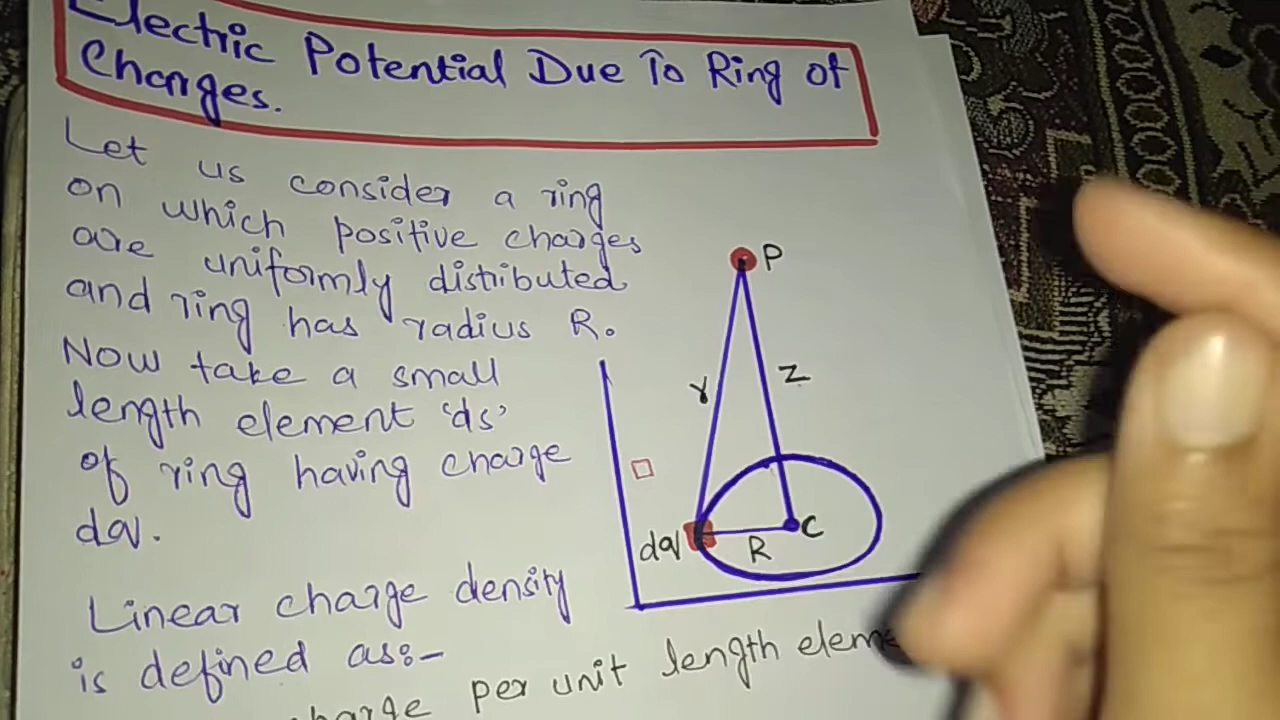 Electric Potential Due To Ring of
Charges.
Let us consider a ring
on which positive charges
are uniformly distributed
and ring has radius R.
Now take a small
length element 'ds'
of ring having charge
dq.
P
r
z
dq
R
C
Linear charge density
is defined as:-
charge per unit length element